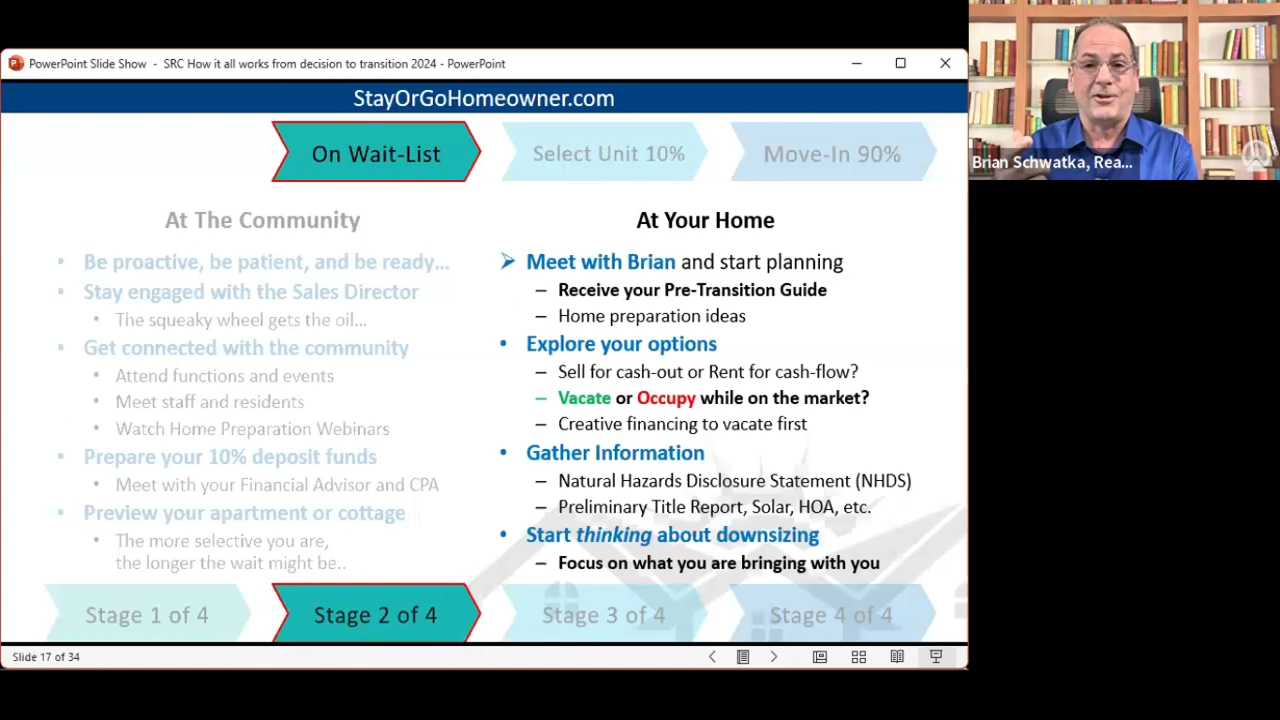 PowerPoint Slide Show - SRC How it all works from decision to transition 2024 - PowerPoint
StayOrGoHomeowner.com
On Wait-List
Select Unit 10%
Move-In 90%
At The Community
• Be proactive, be patient, and be ready...
• Stay engaged with the Sales Director
• The squeaky wheel gets the oil...
• Get connected with the community
• Attend functions and events
• Meet staff and residents
• Watch Home Preparation Webinars
• Prepare your 10% deposit funds
• Meet with your Financial Advisor and CPA
• Preview your apartment or cottage
• The more selective you are,
the longer the wait might be..
At Your Home
Meet with Brian and start planning
– Receive your Pre-Transition Guide
– Home preparation ideas
• Explore your options
– Sell for cash-out or Rent for cash-flow?
– Vacate or Occupy while on the market?
– Creative financing to vacate first
• Gather Information
– Natural Hazards Disclosure Statement (NHDS)
– Preliminary Title Report, Solar, HOA, etc.
• Start thinking about downsizing
– Focus on what you are bringing with you
Stage 1 of 4
Stage 2 of 4
Stage 3 of 4
Stage 4 of 4
Slide 17 of 34
Brian Schwatka, Rea...